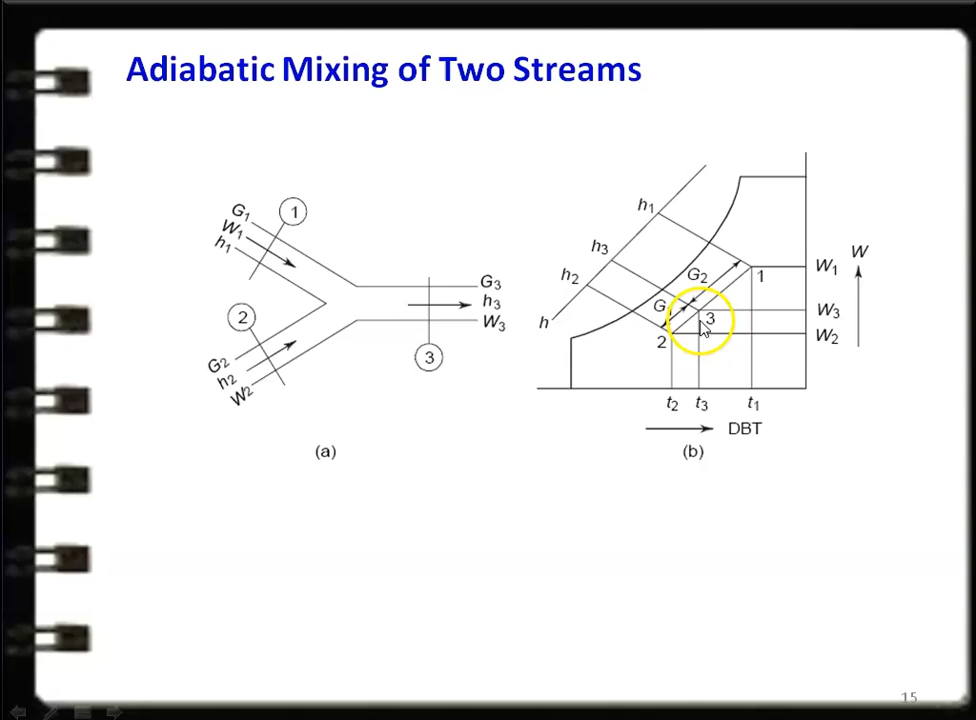 Adiabatic Mixing of Two Streams
G1
W1
h1
1
2
G2
h2
W2
G3
h3
W3
3
(a)
h1
h3
h2
h
G2
G
1
3
2
W1
W
W3
W2
t2 t3 t1
DBT
(b)
15